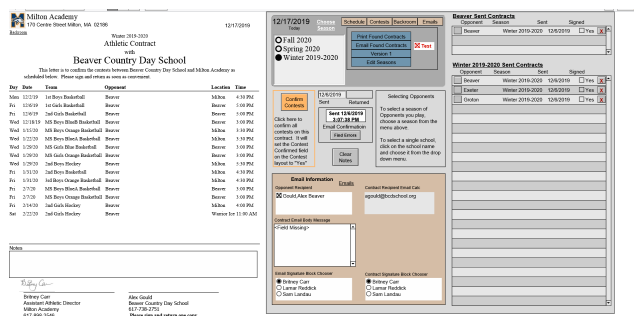 Milton Academy
170 Centre Street Milton, MA 02186
12/17/2019
Backroom
Winter 2019-2020
Athletic Contract
with
Beaver Country Day School
This letter is to confirm the contests between Beaver Country Day School and Milton Academy as
scheduled below. Please sign and return as soon as convenient.
Day Date Team Opponent Location Time
Mon 12/2/19 1st Boys Basketball Beaver Milton 4:30 PM
Fri 12/6/19 1st Girls Basketball Beaver Beaver 5:00 PM
Fri 12/6/19 2nd Girls Basketball Beaver Beaver 3:00 PM
Wed 12/18/19 MS Boys BlueB Basketball Beaver Beaver 3:30 PM
Wed 1/15/20 MS Boys Orange Basketball Beaver Milton 3:30 PM
Wed 1/22/20 MS Boys BlueA Basketball Beaver Milton 3:30 PM
Wed 1/29/20 MS Girls Blue Basketball Beaver Beaver 3:30 PM
Wed 1/29/20 MS Girls Orange Basketball Beaver Beaver 3:30 PM
Wed 1/29/20 2nd Boys Hockey Beaver Milton 3:30 PM
Fri 1/31/20 2nd Boys Basketball Beaver Beaver 5:00 PM
Fri 1/31/20 3rd Boys Orange Basketball Beaver Milton 4:30 PM
Fri 2/7/20 MS Boys BlueA Basketball Beaver Beaver 3:00 PM
Fri 2/7/20 MS Boys Orange Basketball Beaver Beaver 3:00 PM
Fri 2/14/20 2nd Girls Hockey Beaver Milton 4:00 PM
Sat 2/22/20 2nd Girls Hockey Beaver Warrior Ice 11:00 AM
Notes
Britney Carr
Assistant Athletic Director
Milton Academy
617-898-2546
Alex Gould
Beaver Country Day School
617-738-2751
Please sign and return one copy
12/17/2019
Today
Choose
Season
Schedule Contests Backroom Emails
Fall 2020
Spring 2020
Winter 2019-2020
Print Found Contracts
Email Found Contracts
Test
Version 1
Edit Seasons
Confirm
Contests
Click here to
confirm all
contests on this
contract. It will
set the Contest
Confirmed field
on the Contest
layout to "Yes"
12/6/2019
Sent Returned
Sent 12/6/2019
3:07:38 PM
Email Confirmation
Find Errors
Clear
Notes
Selecting Opponents
To select a season of
Opponents you play,
choose a season from the
menu above.
To select a single school,
click on the school name
and choose it from the drop
down menu.
Email Information
Emails
Opponent Recipient
Contract Recipient Email Calc
Gould,Alex Beaver
agould@bcdschool.org
Contract Email Body Message
<Field Missing>
Email Signature Block Chooser
Britney Carr
Lamar Reddick
Sam Landau
Contract Signature Block Chooser
Britney Carr
Lamar Reddick
Sam Landau
Beaver Sent Contracts
Opponent Season Sent Signed
Beaver Winter 2019-2020 12/6/2019 Yes X
Winter 2019-2020 Sent Contracts
Opponent Season Sent Signed
Beaver Winter 2019-2020 12/6/2019 Yes X
Exeter Winter 2019-2020 12/6/2019 Yes X
Groton Winter 2019-2020 12/6/2019 Yes X